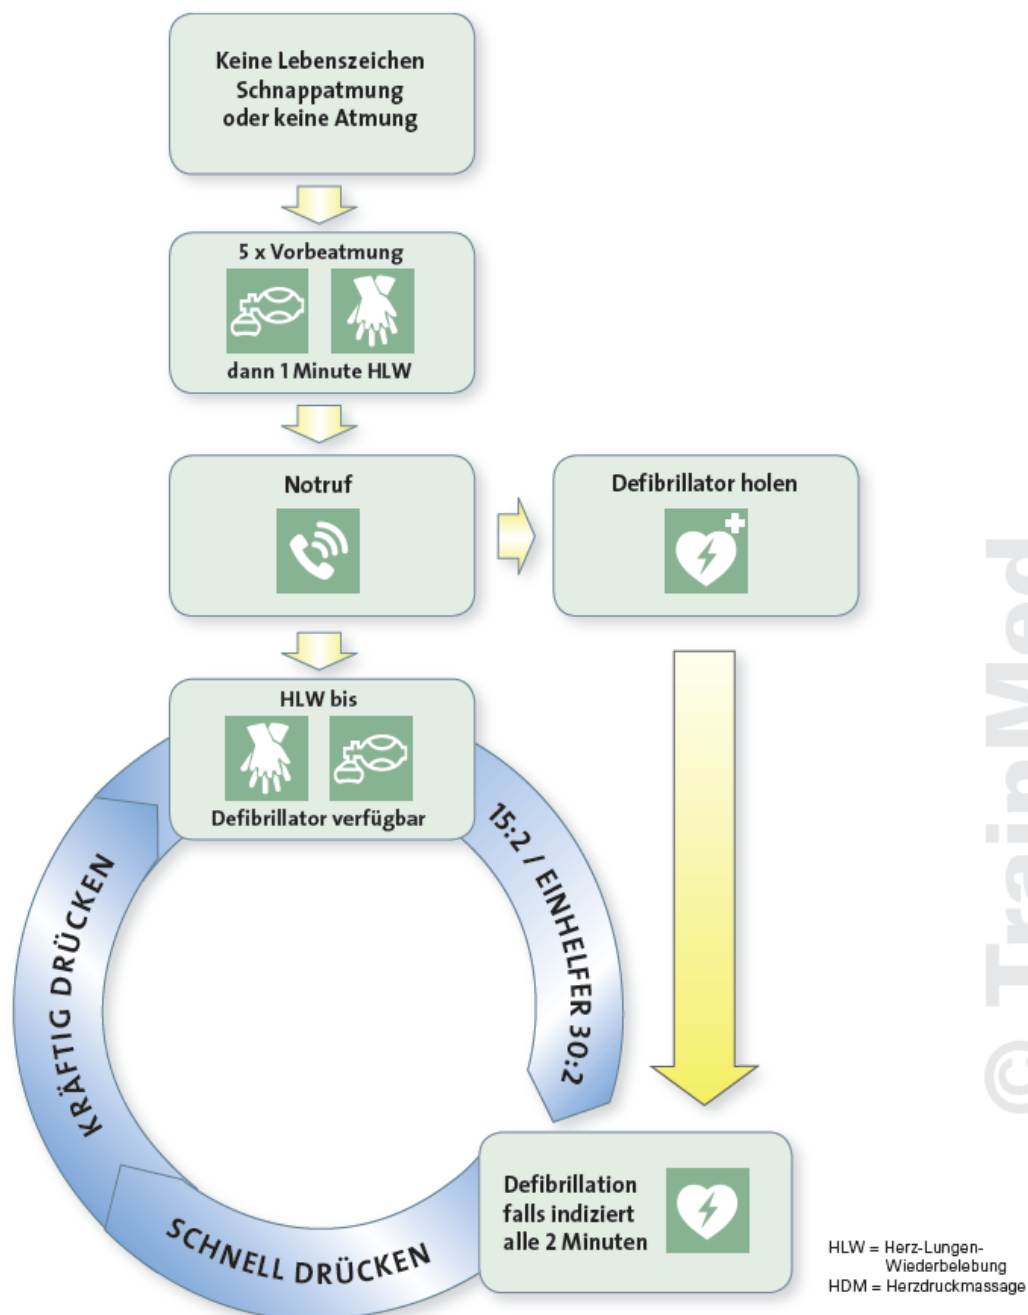 Keine Lebenszeichen
Schnappatmung
oder keine Atmung
5 x Vorbeatmung
dann 1 Minute HLW
Notruf
Defibrillator holen
HLW bis
Defibrillator verfügbar
15:2 / EINHELFER 30:2
Defibrillation
falls indiziert
alle 2 Minuten
SCHNELL DRÜCKEN
KRÄFTIG DRÜCKEN
HLW = Herz-Lungen-
Wiederbelebung
HDM = Herzdruckmassage
© TrainMed